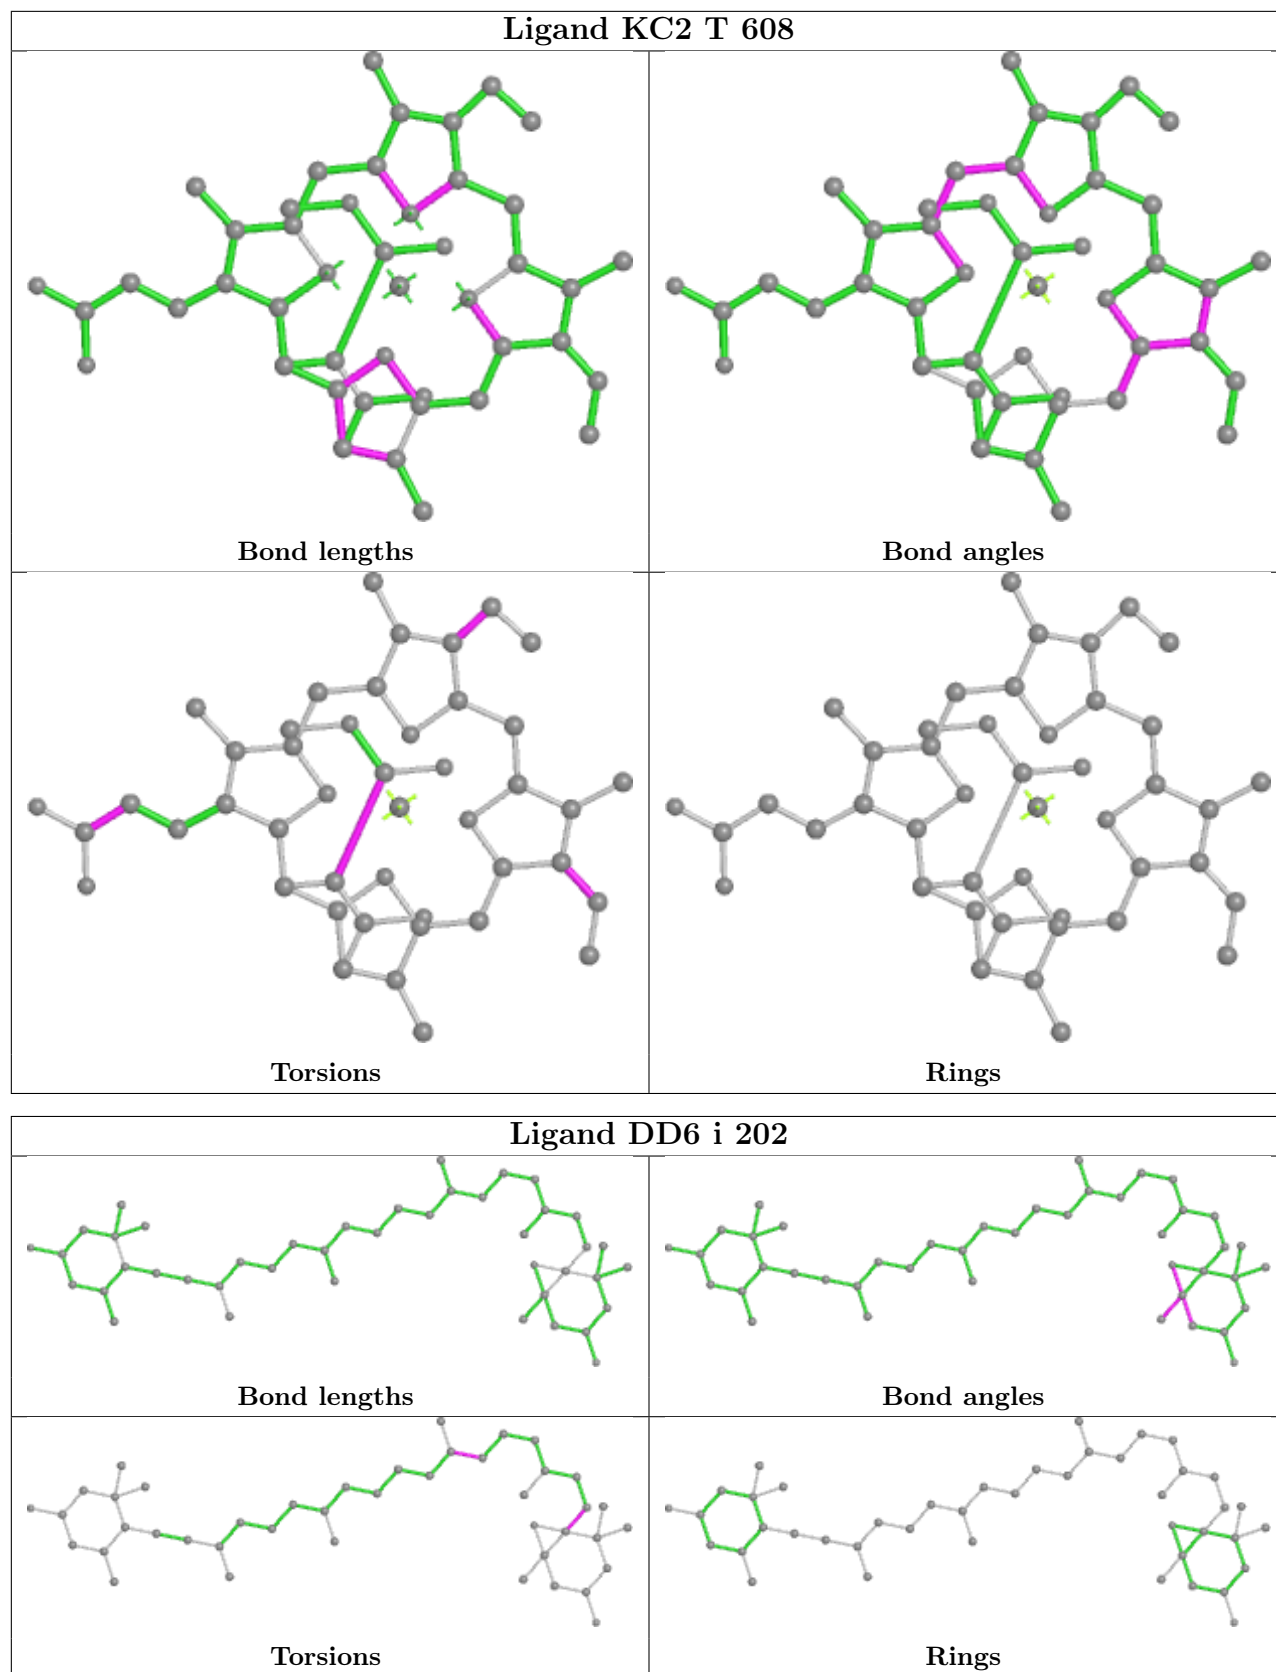 Ligand KC2 T 608
Bond lengths
Bond angles
Torsions
Rings
Ligand DD6 i 202
Bond lengths
Bond angles
Torsions
Rings